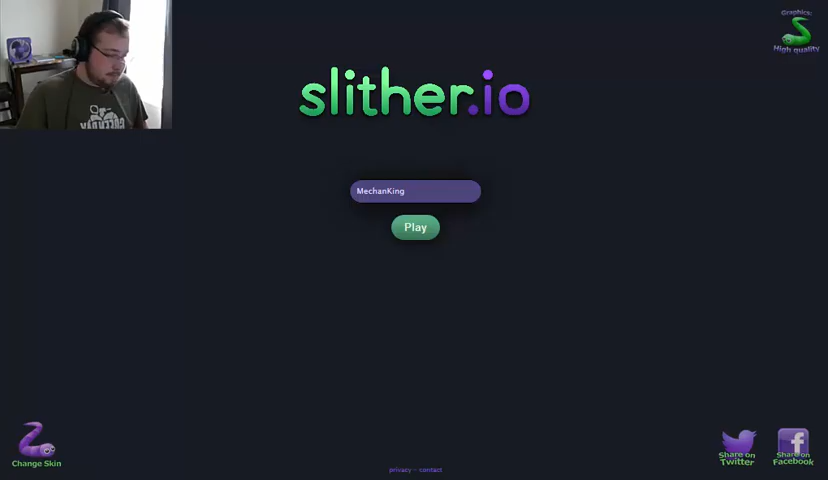 Graphics:
High quality
slither.io
MechanKing
Play
Change Skin
privacy - contact
Share on
Twitter
Share on
Facebook